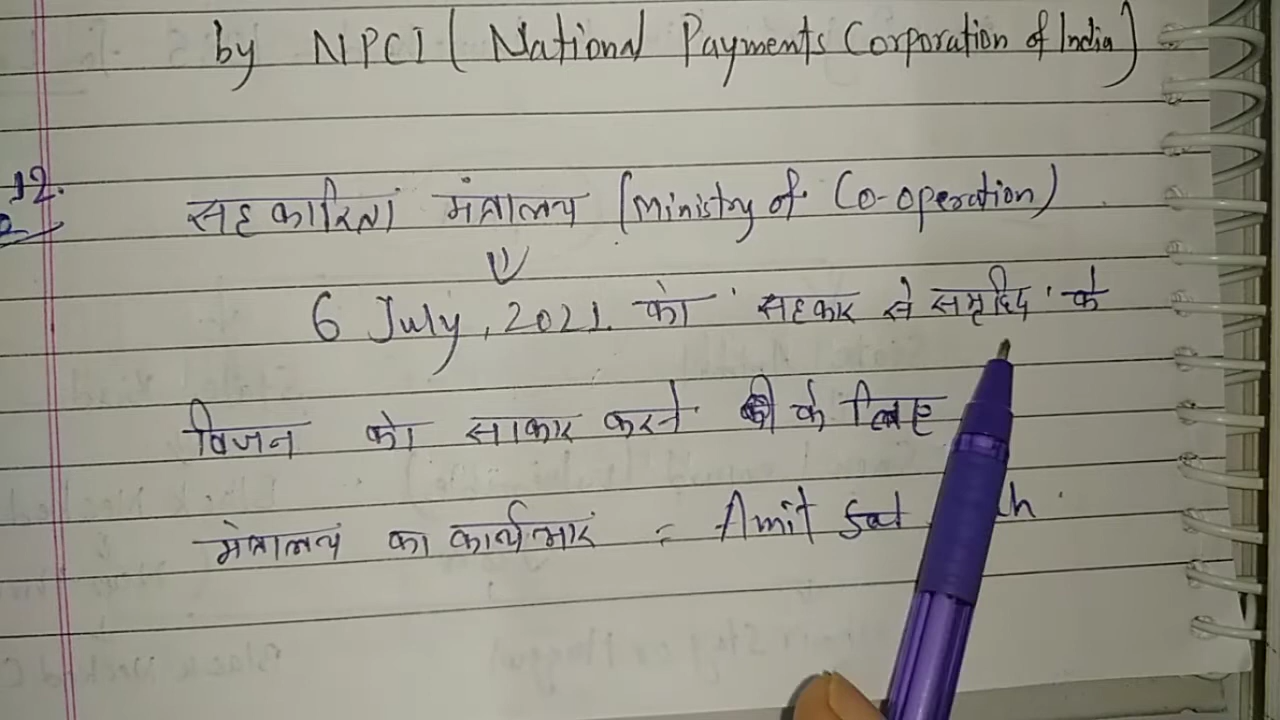 by NPCI ( National Payments Corporation of India )
12.
सहकारिता मंत्रालय (Ministry of Co-operation)
6 July, 2021. को 'सहकार से समृद्धि' के
विजन को साकार करने के लिए
मंत्रालय का कार्यभार = Amit